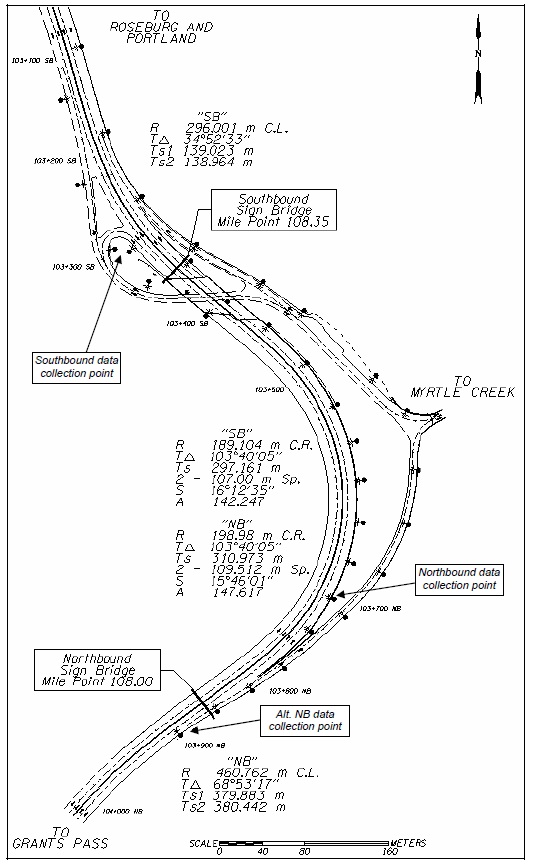 TO
ROSEBURG AND
PORTLAND
N
103+100 SB
"SB"
R 296.001 m C.L.
T△ 34°52'33"
Ts1 139.023 m
Ts2 138.964 m
103+200 SB
Southbound
Sign Bridge
Mile Point 108.35
103+300 SB
103+400 SB
Southbound data
collection point
103+500
TO
MYRTLE CREEK
"SB"
R 189.104 m C.R.
T△ 103°40'05"
Ts 297.161 m
2 - 107.00 m Sp.
S 16°12'35"
A 142.247
"NB"
R 198.98 m C.R.
T△ 103°40'05"
Ts 310.973 m
2 - 109.512 m Sp.
S 15°46'01"
A 147.617
Northbound data
collection point
103+700 NB
Northbound
Sign Bridge
Mile Point 108.00
103+800 NB
Alt. NB data
collection point
103+900 NB
"NB"
R 460.762 m C.L.
T△ 68°53'17"
Ts1 379.883 m
Ts2 380.442 m
104+000 NB
TO
GRANTS PASS
SCALE METERS
0 40 80 160